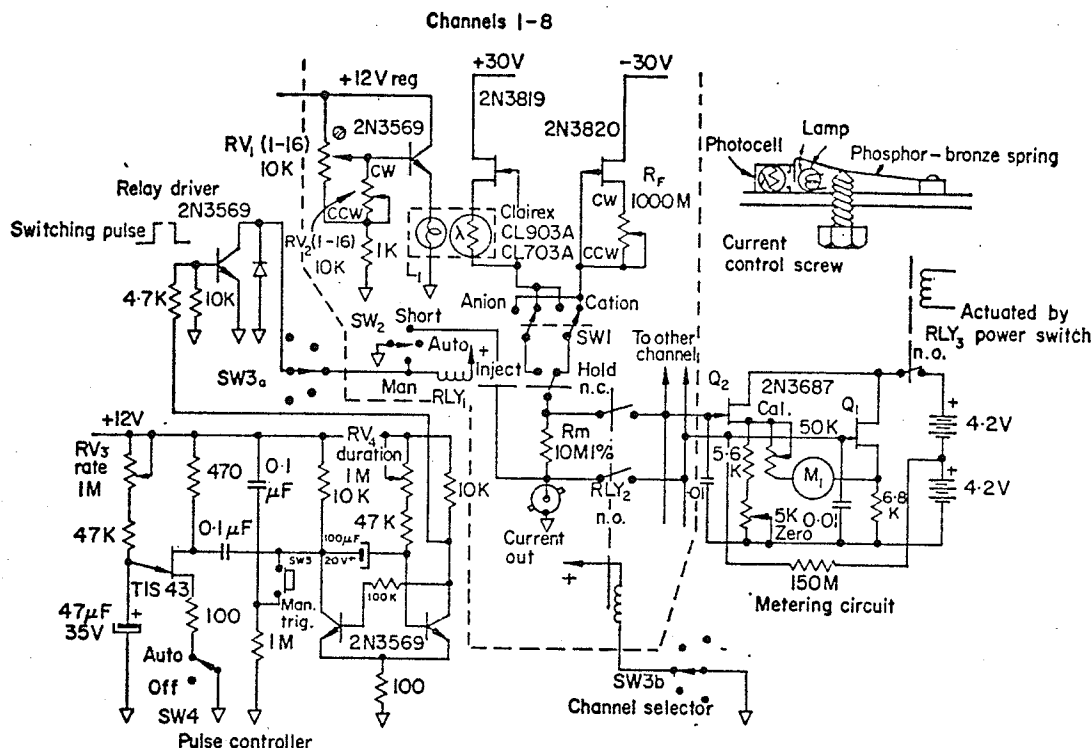 Channels 1-8
+30V
-30V
+12V reg
2N3819
2N3569
2N3820
RV1 (1-16)
10K
CW
RF
1000M
CW
CCW
Lamp
Photocell
Phosphor-bronze spring
Current
control screw
Relay driver
2N3569
Switching pulse
CCW
RV2 (1-16)
10K
1K
L1
λ
Clairex
CL903A
CL703A
4.7K
10K
Anion
Cation
SW1
SW2
Short
Auto
Man
RLY1
+
Inject
Hold
n.c.
To other
channel
Actuated by
RLY3 power switch
n.o.
SW3a
Q2
2N3687
Cal.
50K
Q1
+
4.2V
+
4.2V
+12V
RV3
rate
1M
470
0.1
μF
RV4
duration
1M
10K
10K
Rm
10M1%
RLY2
n.o.
.01
5.6
K
M1
5K
Zero
0.01
6.8
K
47K
0.1μF
47K
100μF
20V+
SW5
Man.
trig.
100K
Current
out
150M
Metering circuit
TIS 43
47μF
35V
+
100
1M
2N3569
100
+
Auto
Off
SW4
SW3b
Channel selector
Pulse controller